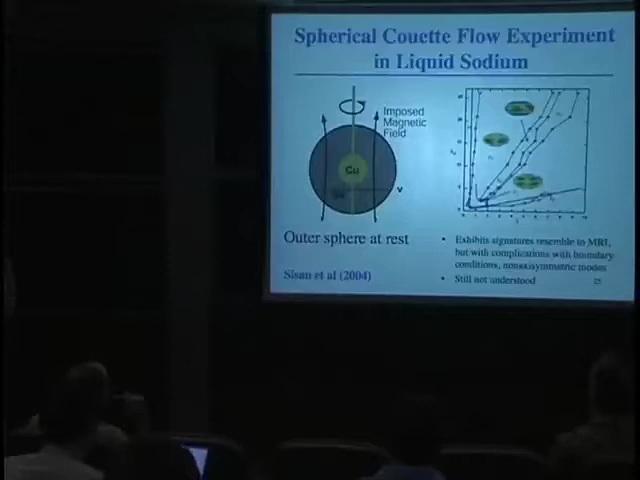 Spherical Couette Flow Experiment
in Liquid Sodium
Imposed
Magnetic
Field
Cu
v
Outer sphere at rest
Sisan et al (2004)
• Exhibits signatures resemble to MRI,
but with complications with boundary
conditions, nonaxisymmetric modes
• Still not understood
25